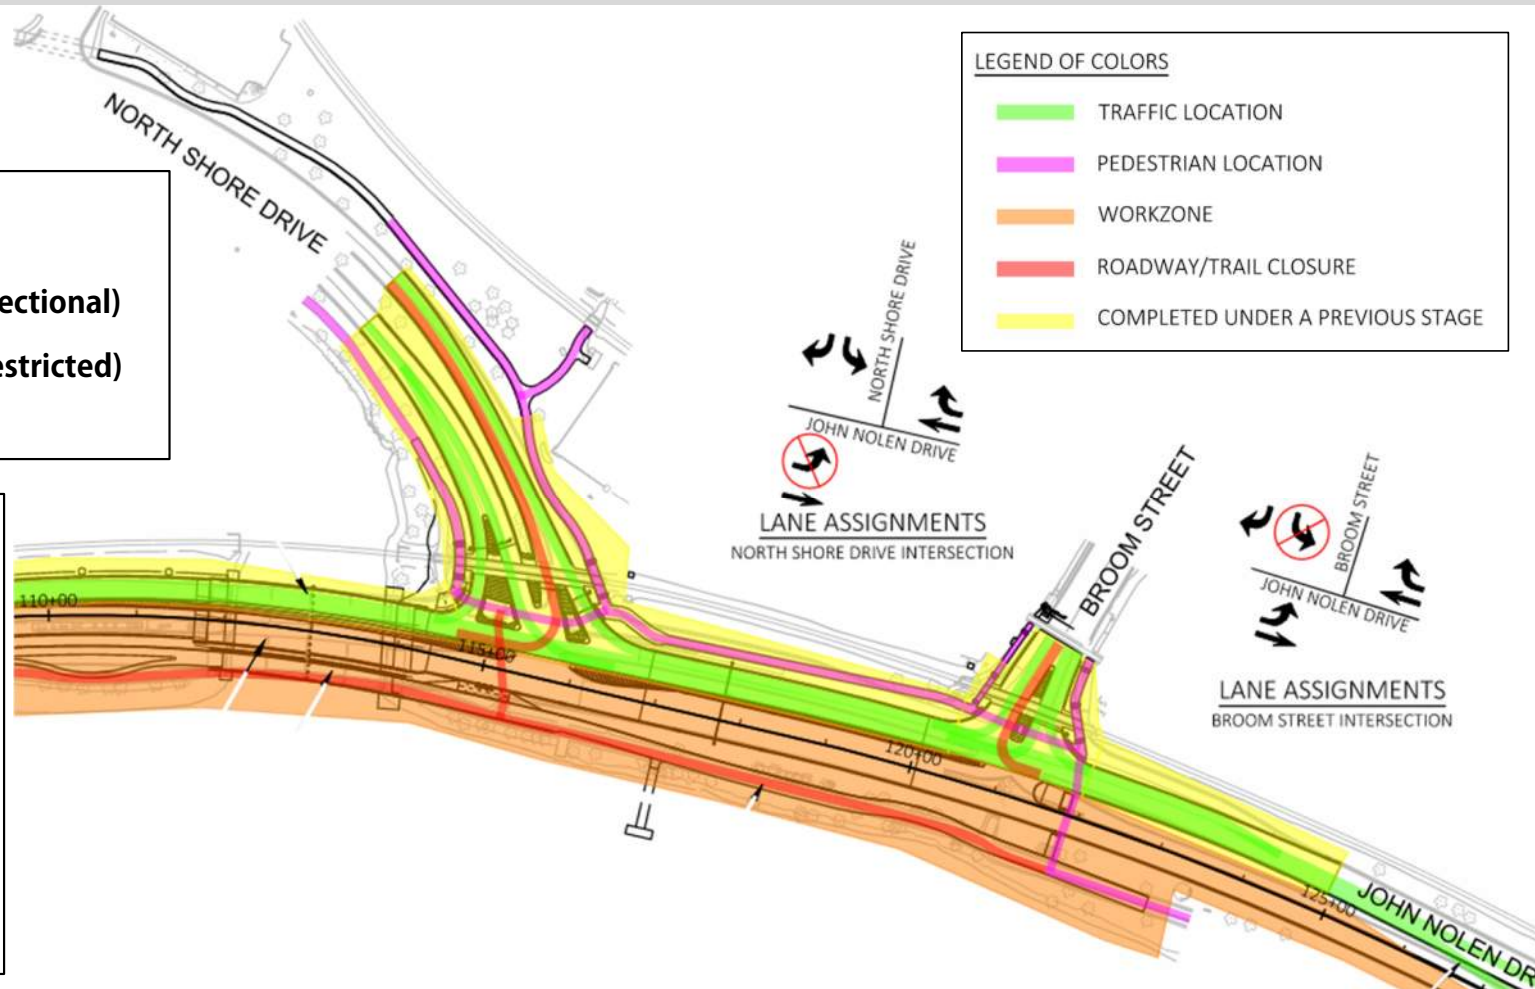 LEGEND OF COLORS
TRAFFIC LOCATION
PEDESTRIAN LOCATION
WORKZONE
ROADWAY/TRAIL CLOSURE
COMPLETED UNDER A PREVIOUS STAGE
NORTH SHORE DRIVE
ectional)
estricted)
NORTH SHORE DRIVE
JOHN NOLEN DRIVE
LANE ASSIGNMENTS
NORTH SHORE DRIVE INTERSECTION
BROOM STREET
BROOM STREET
JOHN NOLEN DRIVE
LANE ASSIGNMENTS
BROOM STREET INTERSECTION
110+00
115+00
120+00
125+00
JOHN NOLEN DR